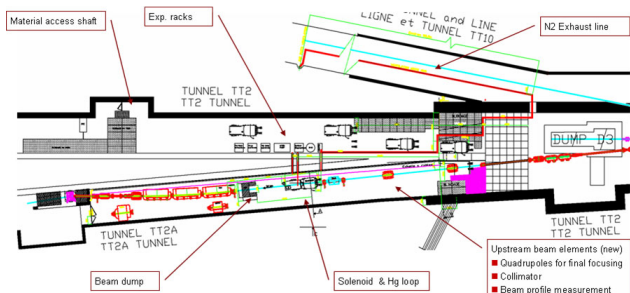 Material access shaft
Exp. racks
NNEL and LINE
LIGNE et TUNNEL TT10
N2 Exhaust line
TUNNEL TT2
TT2 TUNNEL
DUMP D3
TUNNEL TT2A
TT2A TUNNEL
TUNNEL TT2
TT2 TUNNEL
Beam dump
Solenoid & Hg loop
Upstream beam elements (new)
Quadrupoles for final focusing
Collimator
Beam profile measurement